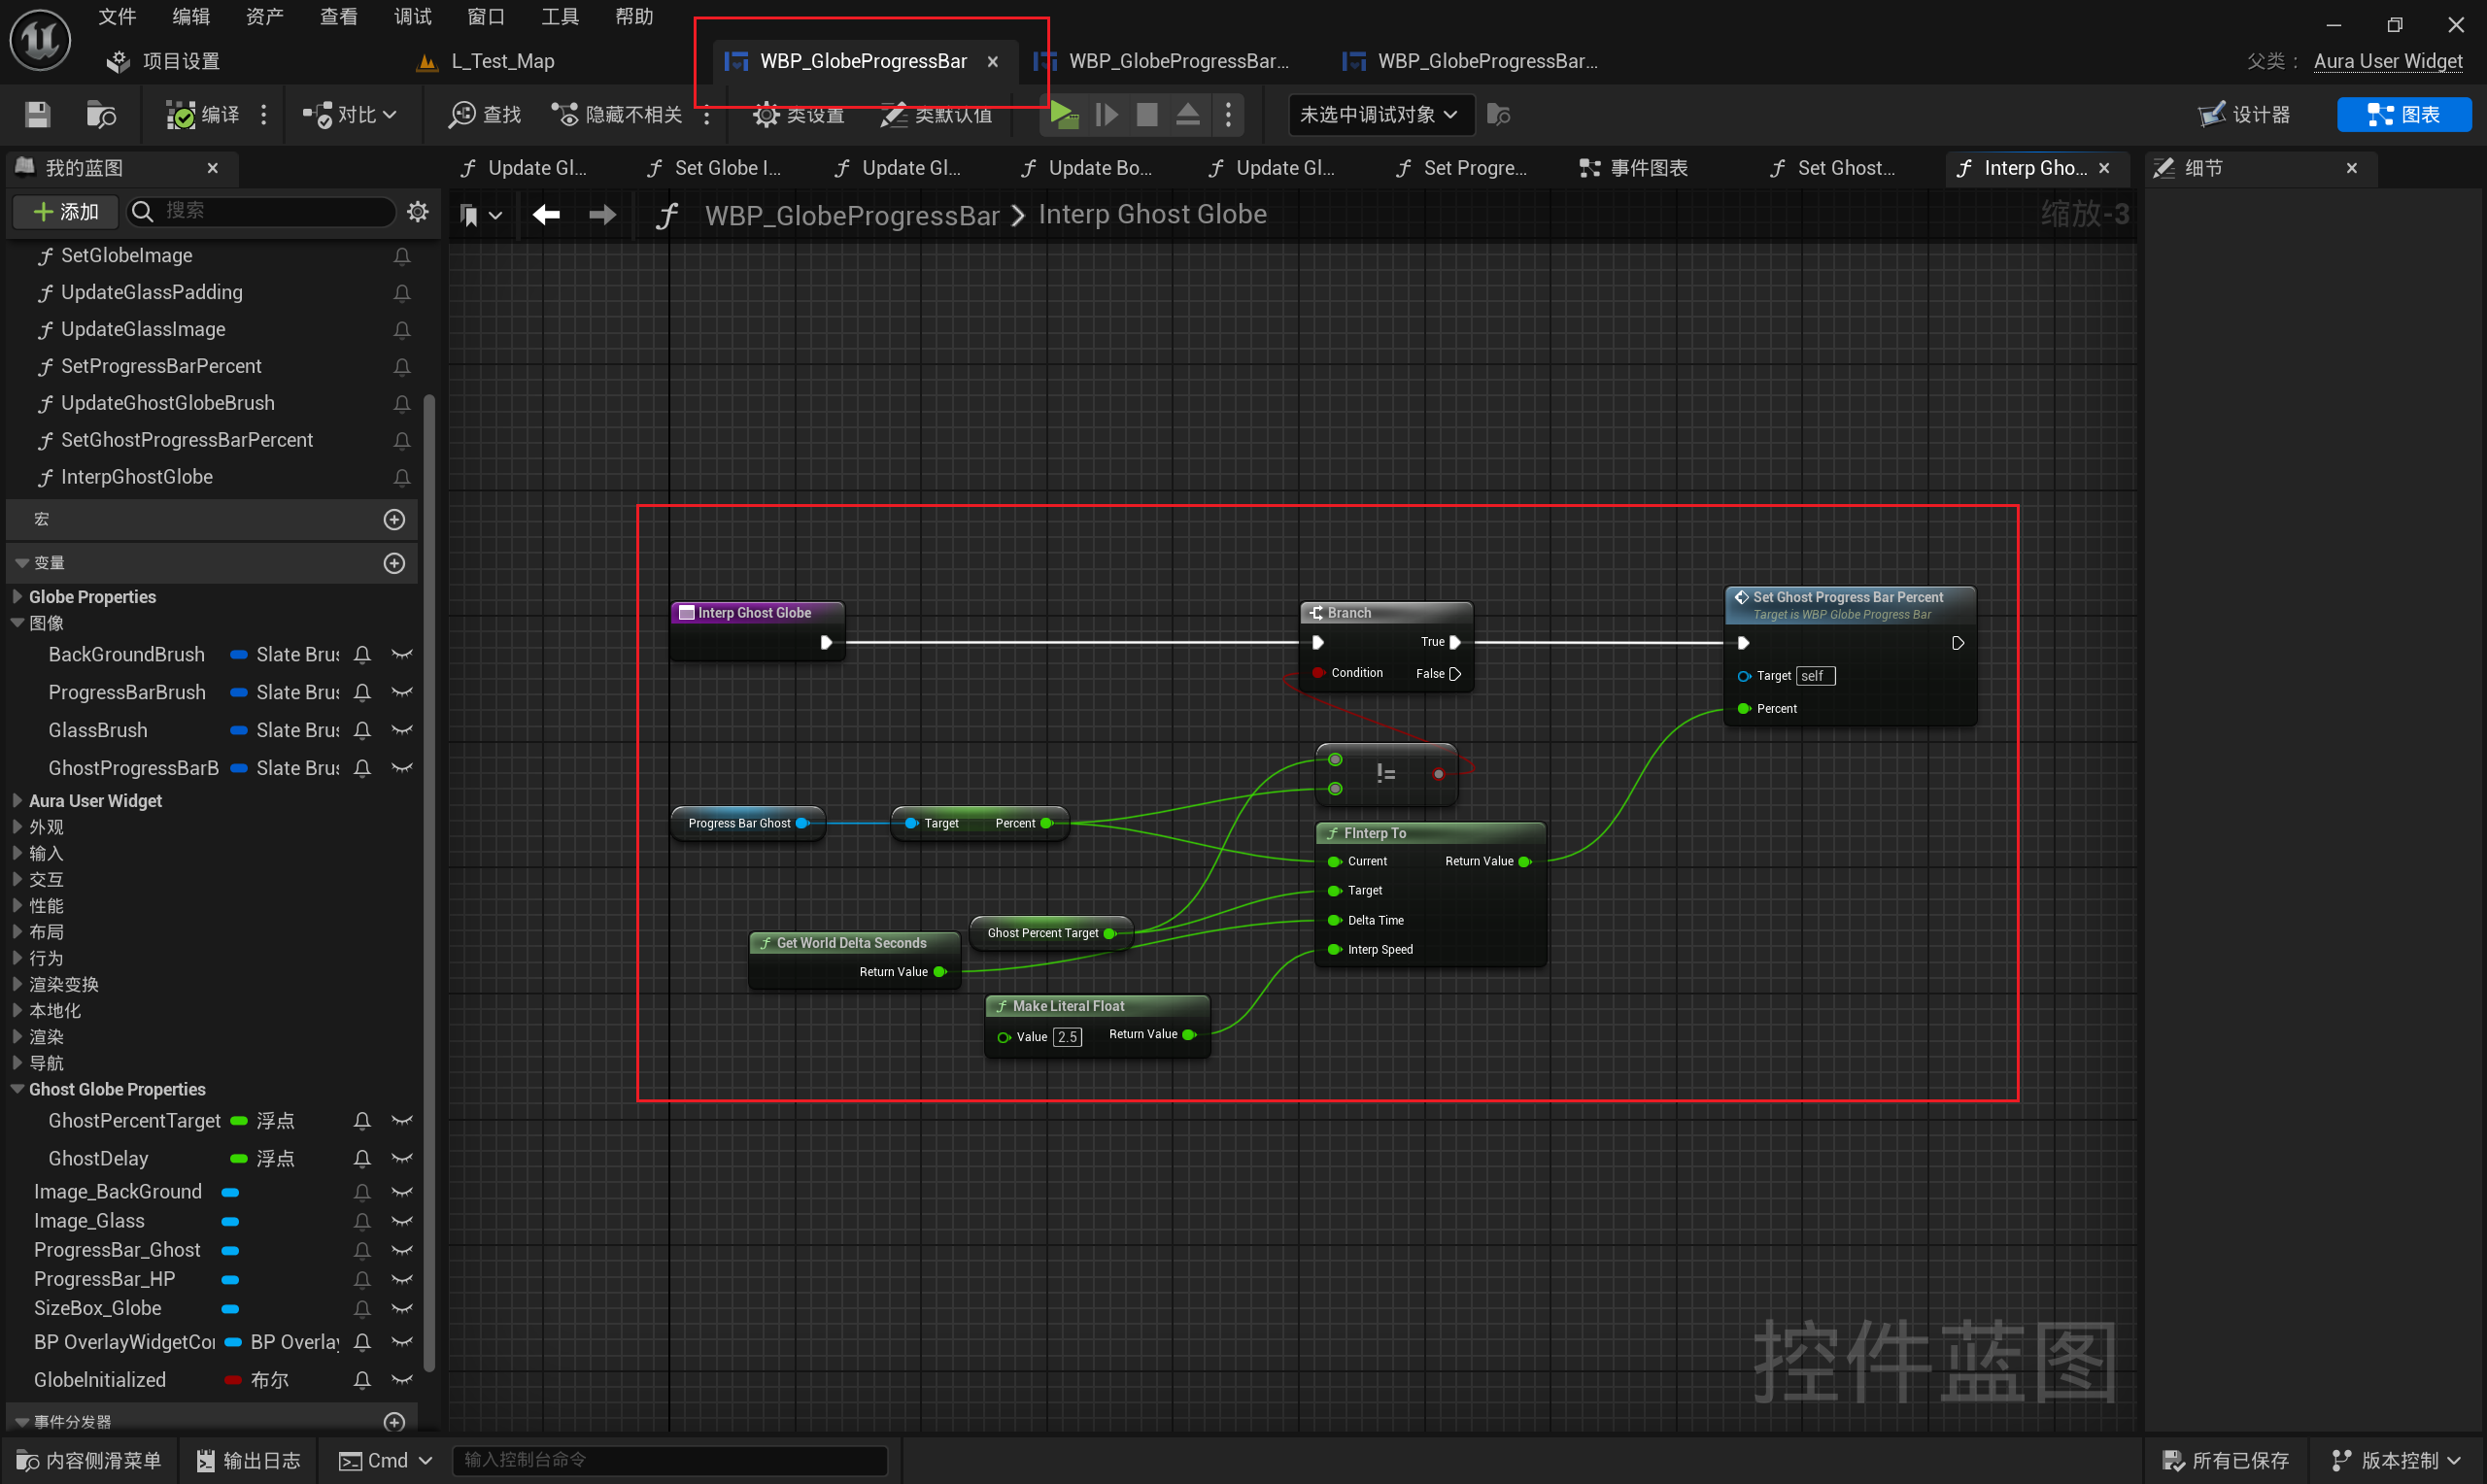 文件 编辑 资产 查看 调试 窗口 工具 帮助
项目设置 L_Test_Map WBP_GlobeProgressBar WBP_GlobeProgressBar... WBP_GlobeProgressBar... 父类： Aura User Widget
编译 对比 查找 隐藏不相关 类设置 类默认值 未选中调试对象 设计器 图表
我的蓝图
Update Gl... Set Globe I... Update Gl... Update Bo... Update Gl... Set Progre... 事件图表 Set Ghost... Interp Gho... 细节
添加 搜索
WBP_GlobeProgressBar Interp Ghost Globe 缩放-3
SetGlobeImage
UpdateGlassPadding
UpdateGlassImage
SetProgressBarPercent
UpdateGhostGlobeBrush
SetGhostProgressBarPercent
InterpGhostGlobe
宏
变量
Globe Properties
图像
BackGroundBrush Slate Brus
ProgressBarBrush Slate Brus
GlassBrush Slate Brus
GhostProgressBarB Slate Brus
Aura User Widget
外观
输入
交互
性能
布局
行为
渲染变换
本地化
渲染
导航
Ghost Globe Properties
GhostPercentTarget 浮点
GhostDelay 浮点
Image_BackGround
Image_Glass
ProgressBar_Ghost
ProgressBar_HP
SizeBox_Globe
BP OverlayWidgetCo BP Overlay
GlobeInitialized 布尔
事件分发器
Interp Ghost Globe
Branch
True
Condition False
Set Ghost Progress Bar Percent
Target is WBP Globe Progress Bar
Target self
Percent
!=
Progress Bar Ghost
Target Percent
FInterp To
Current Return Value
Target
Delta Time
Interp Speed
Ghost Percent Target
Get World Delta Seconds
Return Value
Make Literal Float
Value 2.5 Return Value
控件蓝图
内容侧滑菜单 输出日志 Cmd 输入控制台命令 所有已保存 版本控制